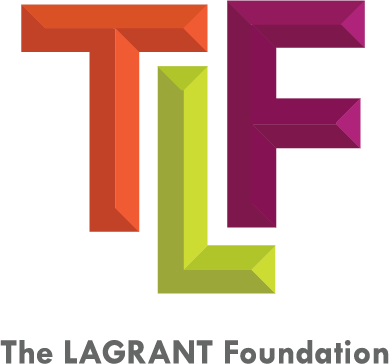 TLF
The LAGRANT Foundation